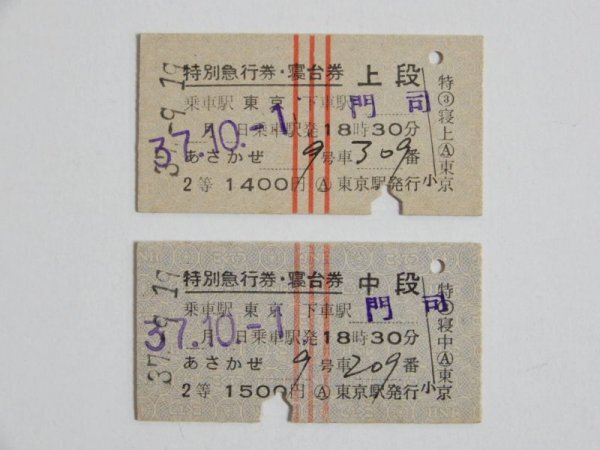 特別急行券・寝台券 上段
乗車駅 東京 下車駅 門司
37.10.-1 月 日乗車駅発18時30分
あさかぜ 9号車309番
2等 1400円 Ⓐ 東京駅発行
特③寝上Ⓐ東京
小
特別急行券・寝台券 中段
乗車駅 東京 下車駅 門司
37.10.-1 月 日乗車駅発18時30分
あさかぜ 9号車209番
2等 1500円 Ⓐ 東京駅発行
寝中Ⓐ東京
小